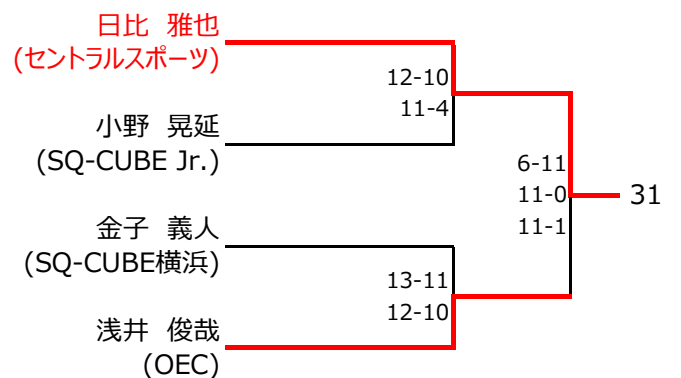 日比 雅也
(セントラルスポーツ)
12-10
11-4
小野 晃延
(SQ-CUBE Jr.)
6-11
11-0
11-1
31
金子 義人
(SQ-CUBE横浜)
13-11
12-10
浅井 俊哉
(OEC)